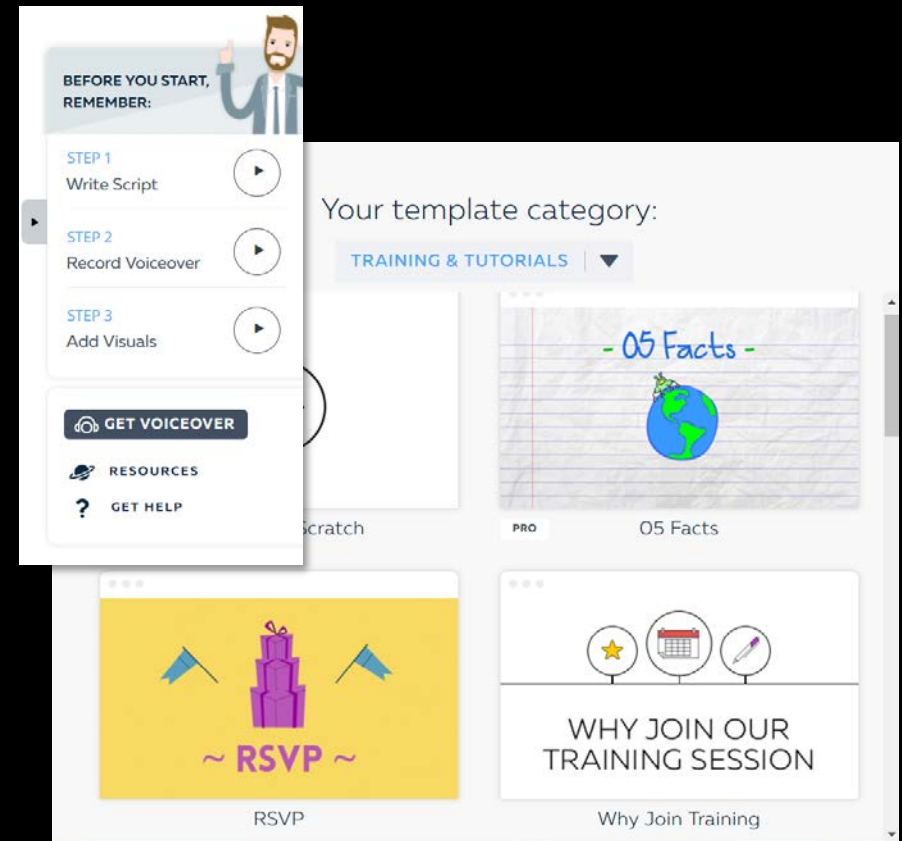 BEFORE YOU START,
REMEMBER:
STEP 1
Write Script
STEP 2
Record Voiceover
STEP 3
Add Visuals
GET VOICEOVER
RESOURCES
? GET HELP
Your template category:
TRAINING & TUTORIALS
Scratch
- 05 Facts -
PRO
05 Facts
~ RSVP ~
RSVP
WHY JOIN OUR
TRAINING SESSION
Why Join Training